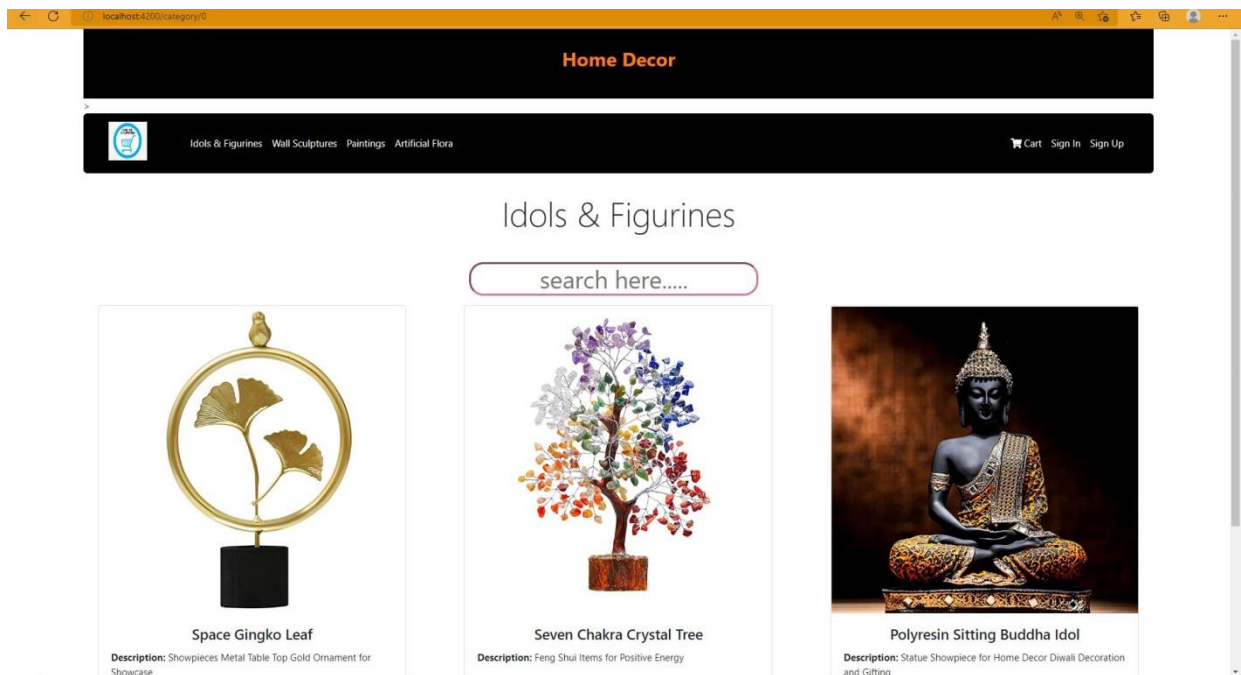 localhost:4200/category/0
Home Decor
>
Idols & Figurines Wall Sculptures Paintings Artificial Flora Cart Sign In Sign Up
Idols & Figurines
search here.....
Space Gingko Leaf
Description: Showpieces Metal Table Top Gold Ornament for
Showcase
Seven Chakra Crystal Tree
Description: Feng Shui Items for Positive Energy
Polyresin Sitting Buddha Idol
Description: Statue Showpiece for Home Decor Diwali Decoration
and Gifting